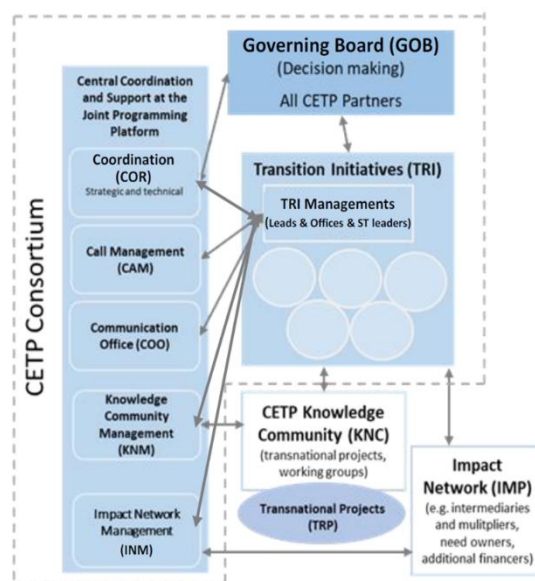 CETP Consortium
Governing Board (GOB)
(Decision making)
All CETP Partners
Central Coordination
and Support at the
Joint Programming
Platform
Coordination
(COR)
Strategic and technical
Call Management
(CAM)
Communication
Office (COO)
Knowledge
Community
Management
(KNM)
Impact Network
Management
(INM)
Transition Initiatives (TRI)
TRI Managements
(Leads & Offices & ST leaders)
CETP Knowledge
Community (KNC)
(transnational projects,
working groups)
Transnational Projects
(TRP)
Impact
Network (IMP)
(e.g. intermediaries
and mulitpliers,
need owners,
additional financers)